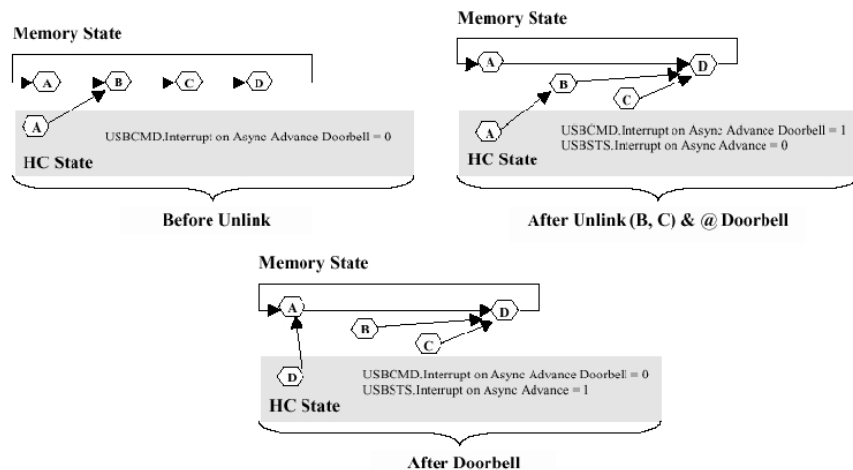 Memory State
A
B
C
D
A
USBCMD.Interrupt on Async Advance Doorbell = 0
HC State
Before Unlink
Memory State
A
D
B
C
A
USBCMD.Interrupt on Async Advance Doorbell = 1
USBSTS.Interrupt on Async Advance = 0
HC State
After Unlink (B, C) & @ Doorbell
Memory State
A
D
B
C
D
USBCMD.Interrupt on Async Advance Doorbell = 0
USBSTS.Interrupt on Async Advance = 1
HC State
After Doorbell